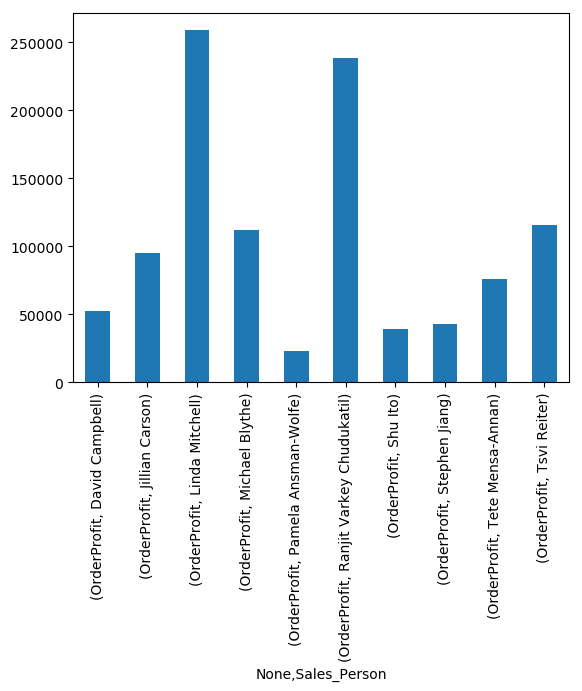 250000
200000
150000
100000
50000
0
(OrderProfit, David Campbell)
(OrderProfit, Jillian Carson)
(OrderProfit, Linda Mitchell)
(OrderProfit, Michael Blythe)
(OrderProfit, Pamela Ansman-Wolfe)
(OrderProfit, Ranjit Varkey Chudukatil)
(OrderProfit, Shu Ito)
(OrderProfit, Stephen Jiang)
(OrderProfit, Tete Mensa-Annan)
(OrderProfit, Tsvi Reiter)
None,Sales_Person